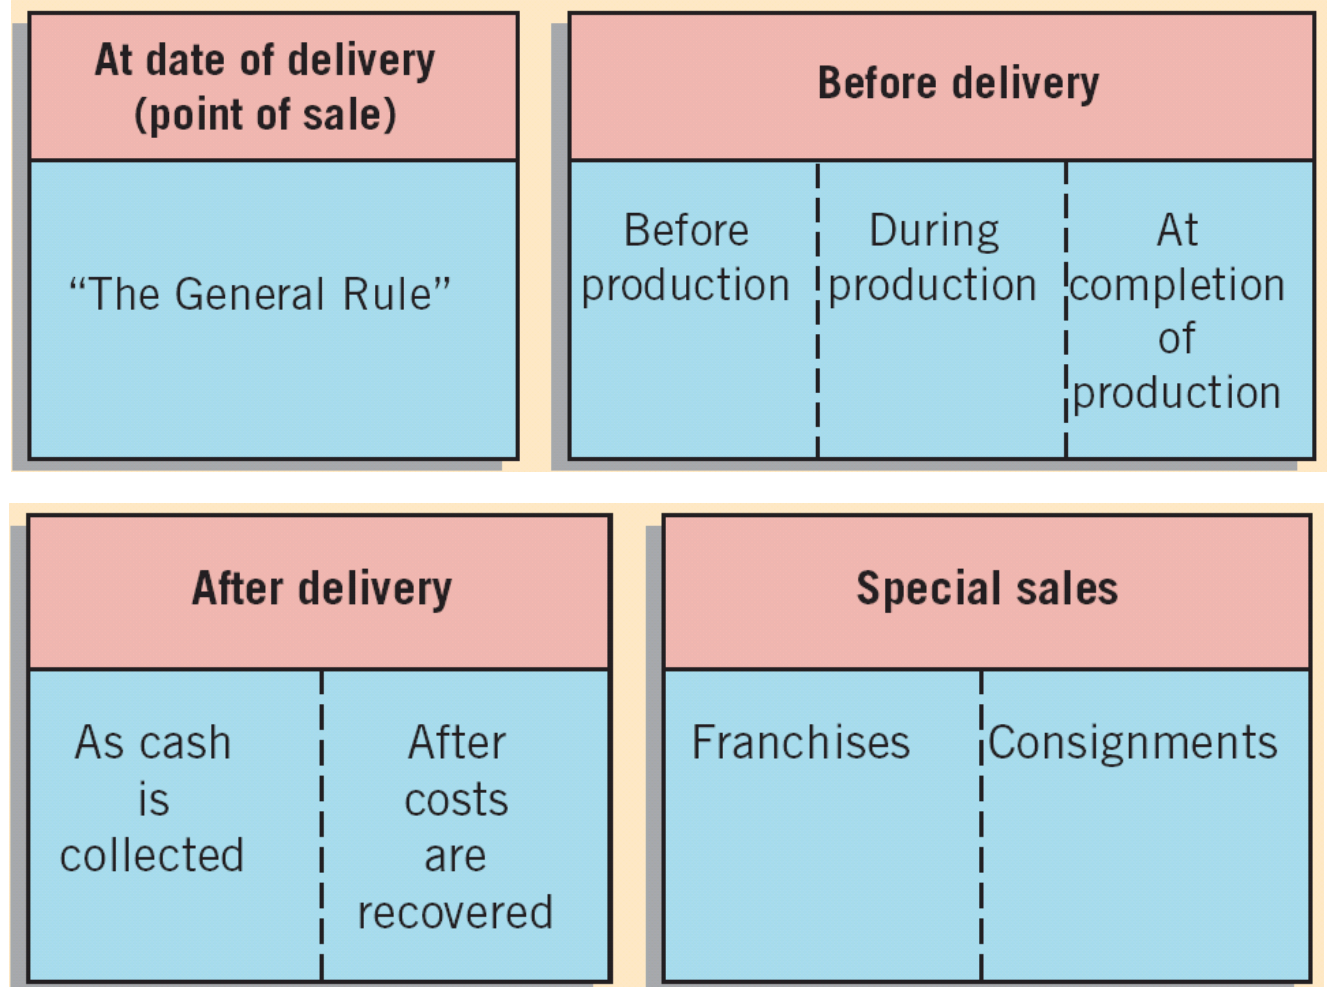 At date of delivery
(point of sale)
“The General Rule”
Before delivery
Before
production
During
production
At
completion
of
production
After delivery
As cash
is
collected
After
costs
are
recovered
Special sales
Franchises
Consignments